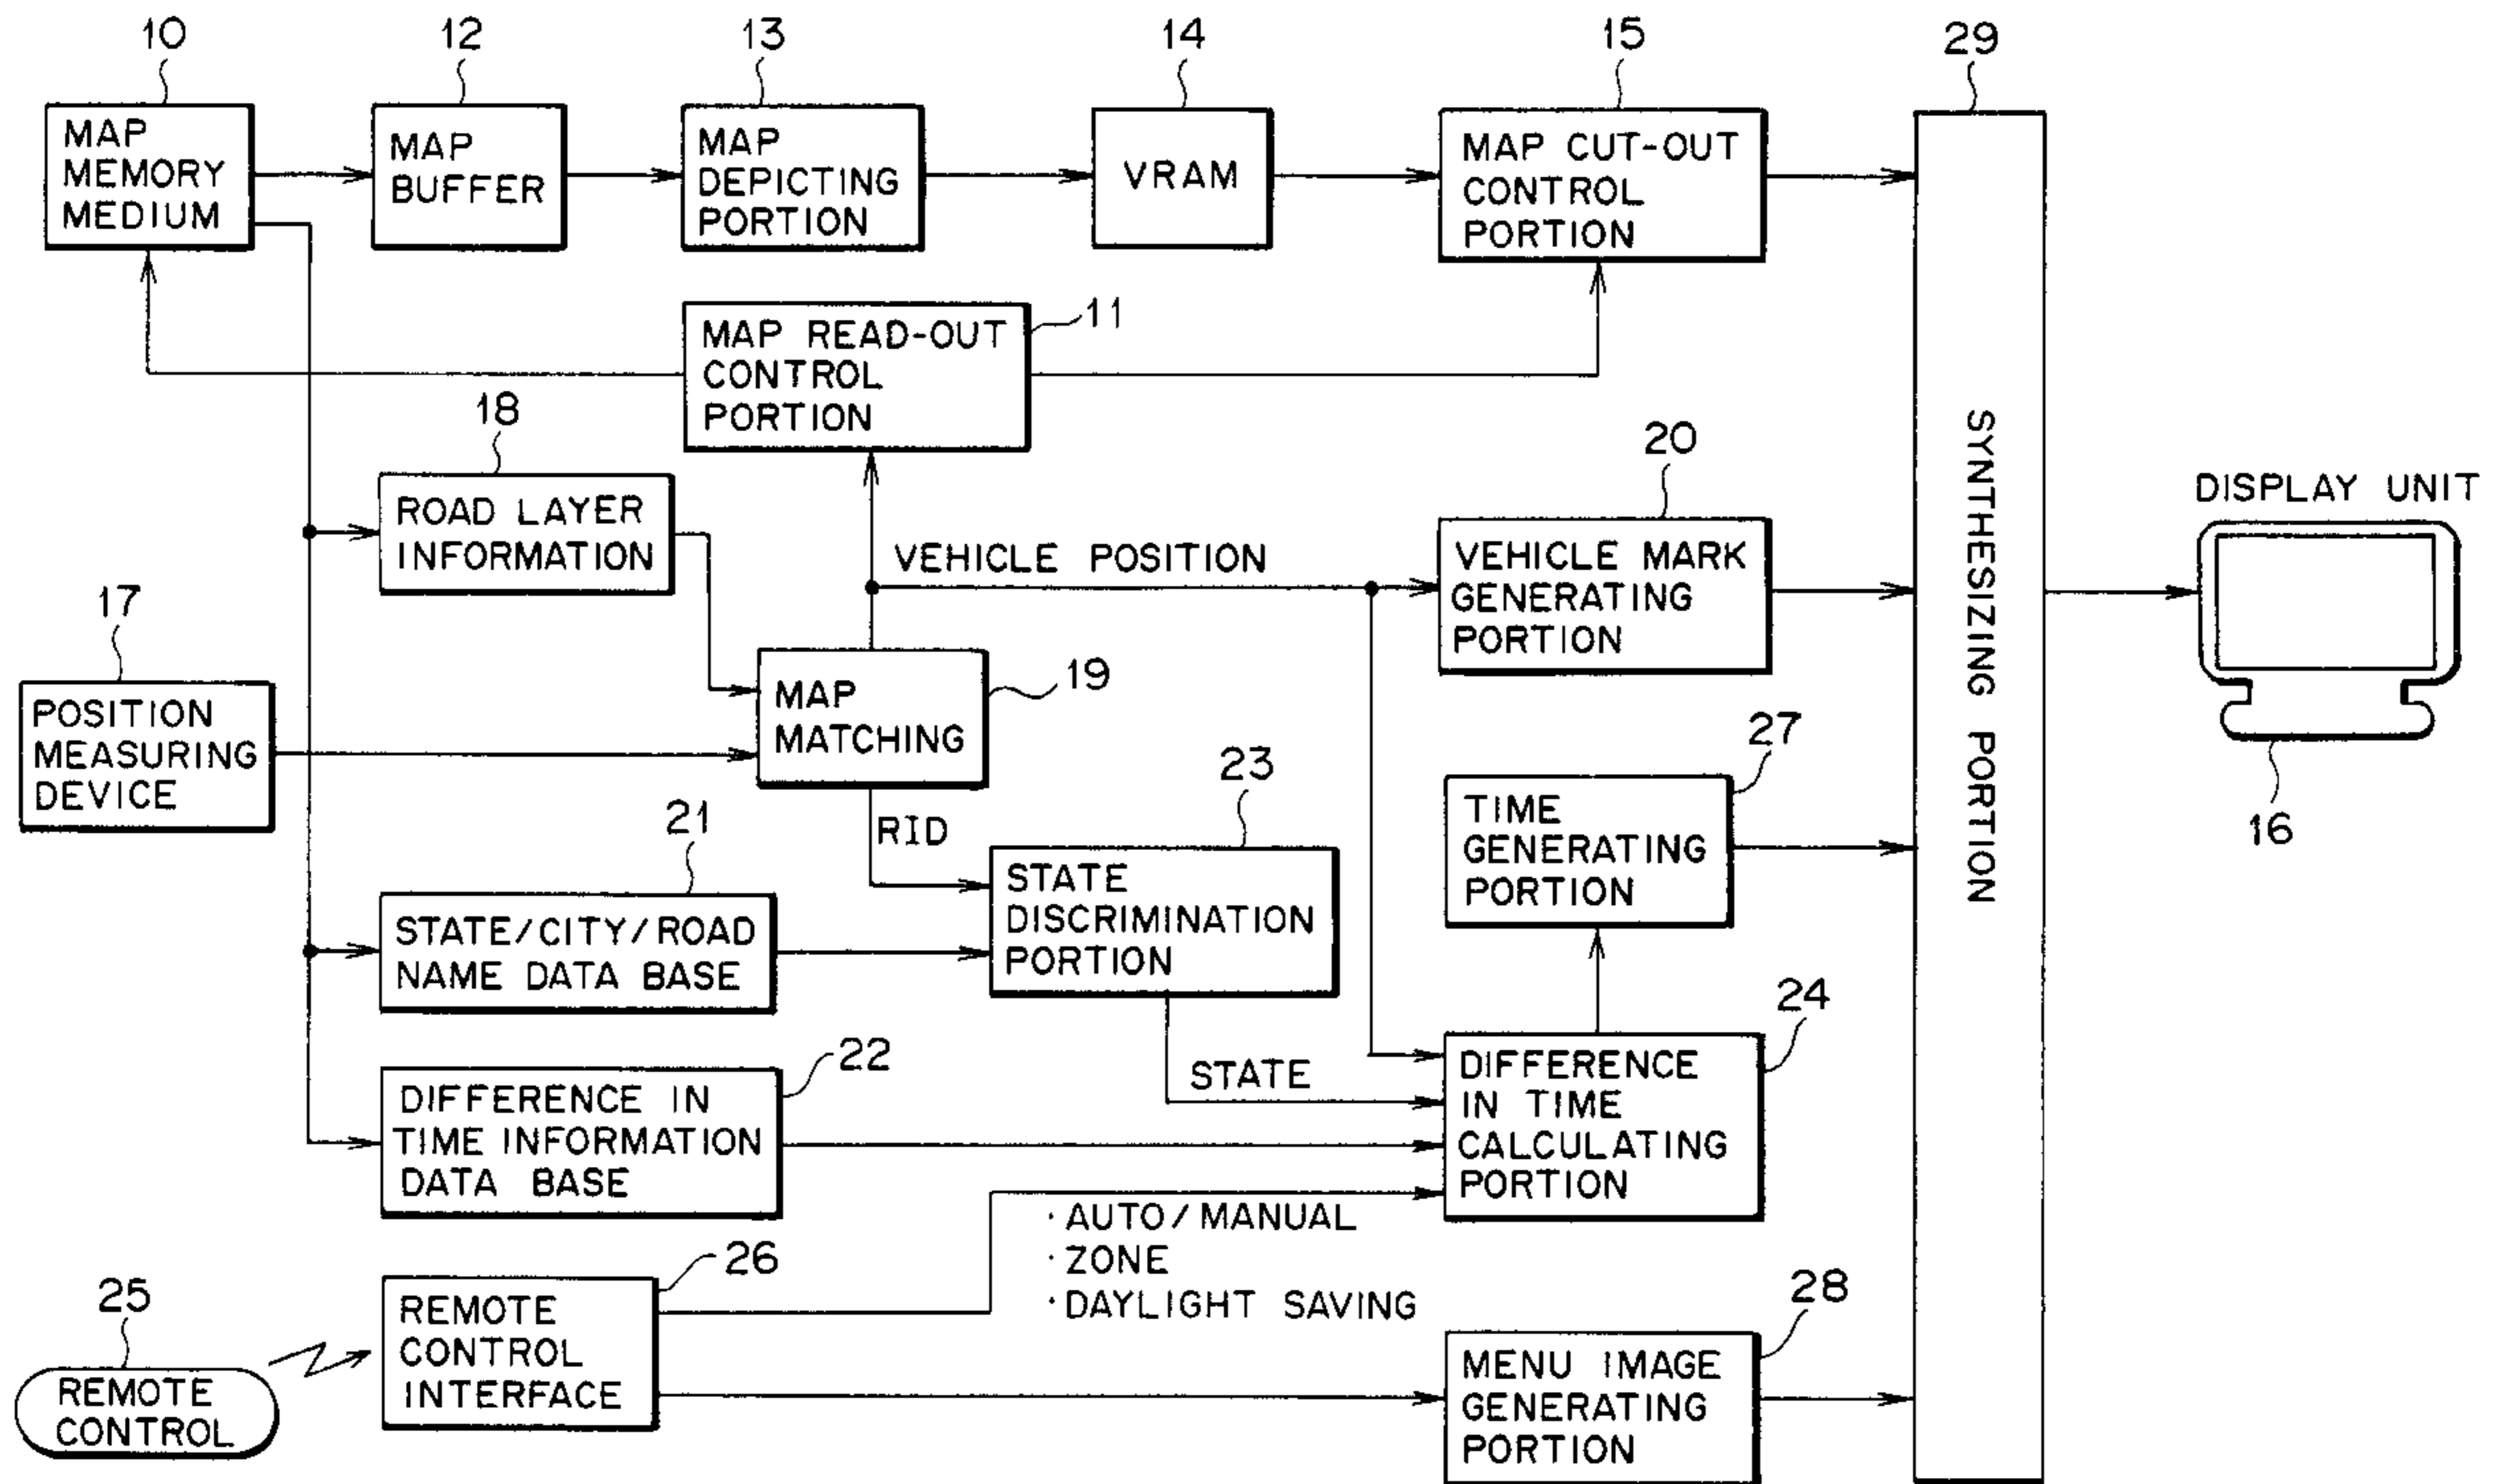 10
12
13
14
15
29
MAP
MEMORY
MEDIUM
MAP
BUFFER
MAP
DEPICTING
PORTION
VRAM
MAP CUT-OUT
CONTROL
PORTION
11
MAP READ-OUT
CONTROL
PORTION
18
ROAD LAYER
INFORMATION
20
VEHICLE POSITION
VEHICLE MARK
GENERATING
PORTION
SYNTHESIZING PORTION
DISPLAY UNIT
16
17
POSITION
MEASURING
DEVICE
19
MAP
MATCHING
RID
23
STATE
DISCRIMINATION
PORTION
27
TIME
GENERATING
PORTION
21
STATE/CITY/ROAD
NAME DATA BASE
22
DIFFERENCE IN
TIME INFORMATION
DATA BASE
STATE
24
DIFFERENCE
IN TIME
CALCULATING
PORTION
25
REMOTE
CONTROL
26
REMOTE
CONTROL
INTERFACE
· AUTO/MANUAL
· ZONE
· DAYLIGHT SAVING
28
MENU IMAGE
GENERATING
PORTION